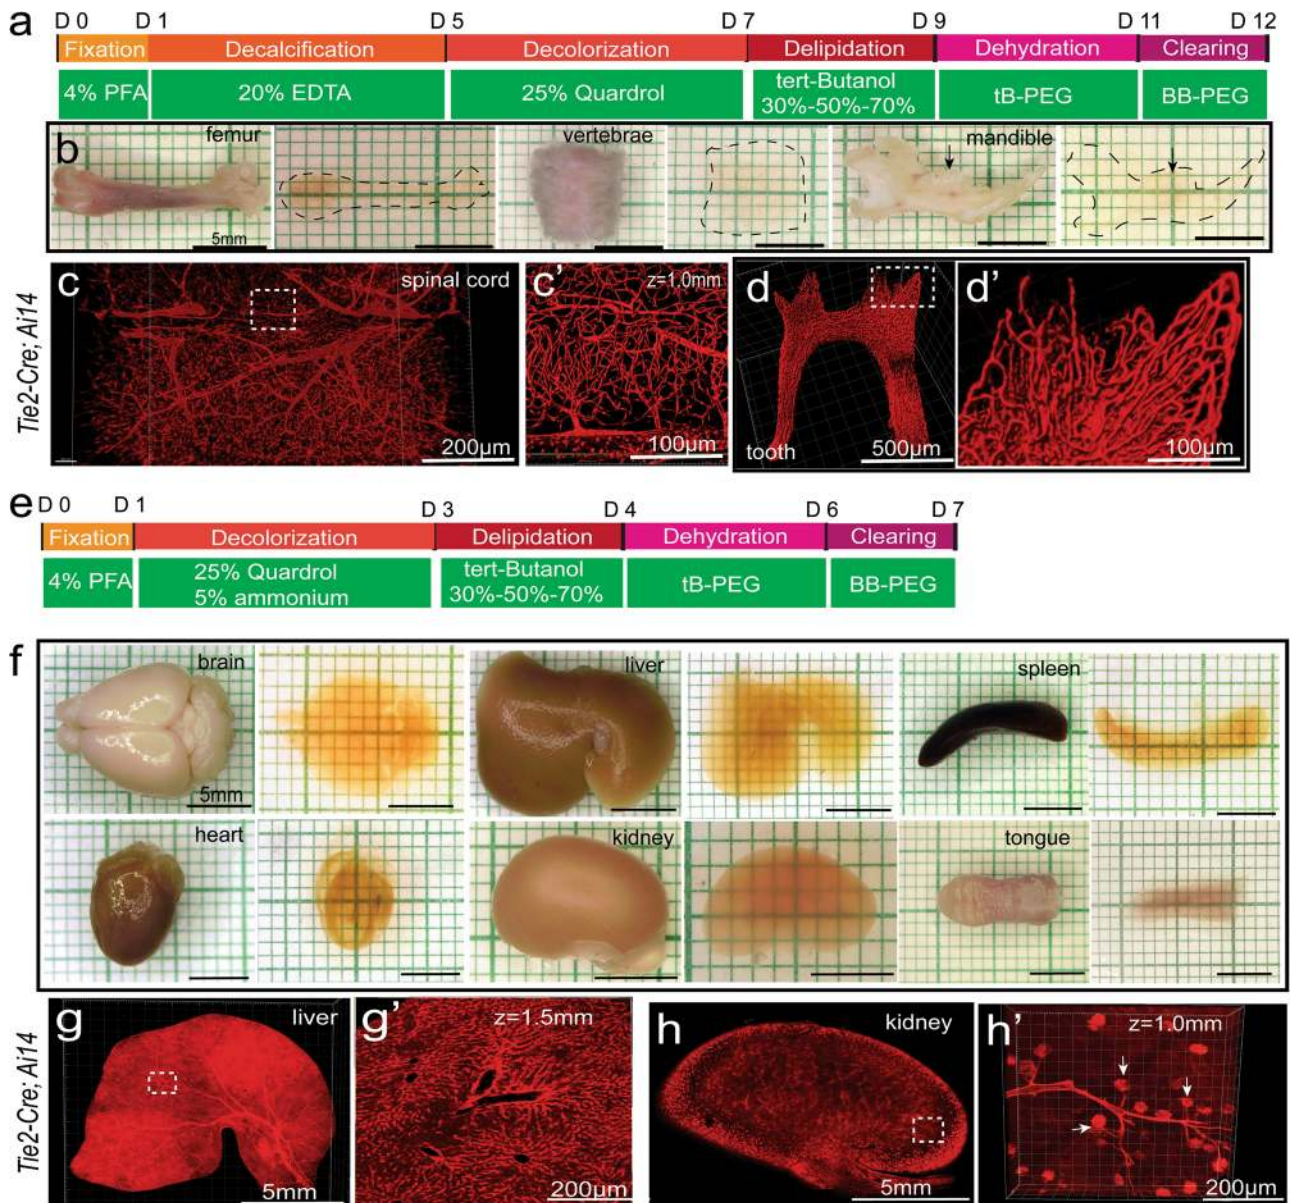 a
D 0 D 1 D 5 D 7 D 9 D 11 D 12
Fixation Decalcification Decolorization Delipidation Dehydration Clearing
4% PFA 20% EDTA 25% Quardrol tert-Butanol 30%-50%-70% tB-PEG BB-PEG
b femur vertebrae mandible
5mm
Tie2-Cre; Ai14
c spinal cord c' z=1.0mm d d'
200µm 100µm tooth 500µm 100µm
e
D 0 D 1 D 3 D 4 D 6 D 7
Fixation Decolorization Delipidation Dehydration Clearing
4% PFA 25% Quardrol 5% ammonium tert-Butanol 30%-50%-70% tB-PEG BB-PEG
f brain liver spleen
5mm
heart kidney tongue
Tie2-Cre; Ai14
g liver g' z=1.5mm h kidney h' z=1.0mm
5mm 200µm 5mm 200µm